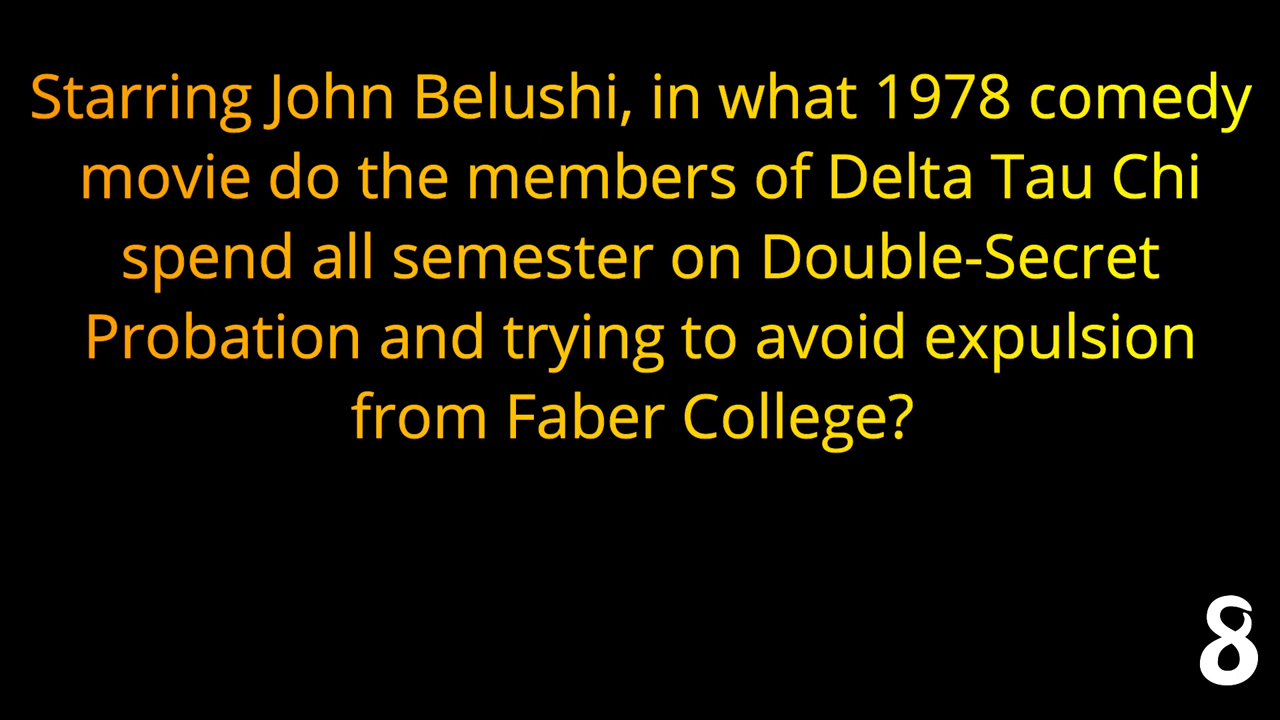 Starring John Belushi, in what 1978 comedy
movie do the members of Delta Tau Chi
spend all semester on Double-Secret
Probation and trying to avoid expulsion
from Faber College?
8